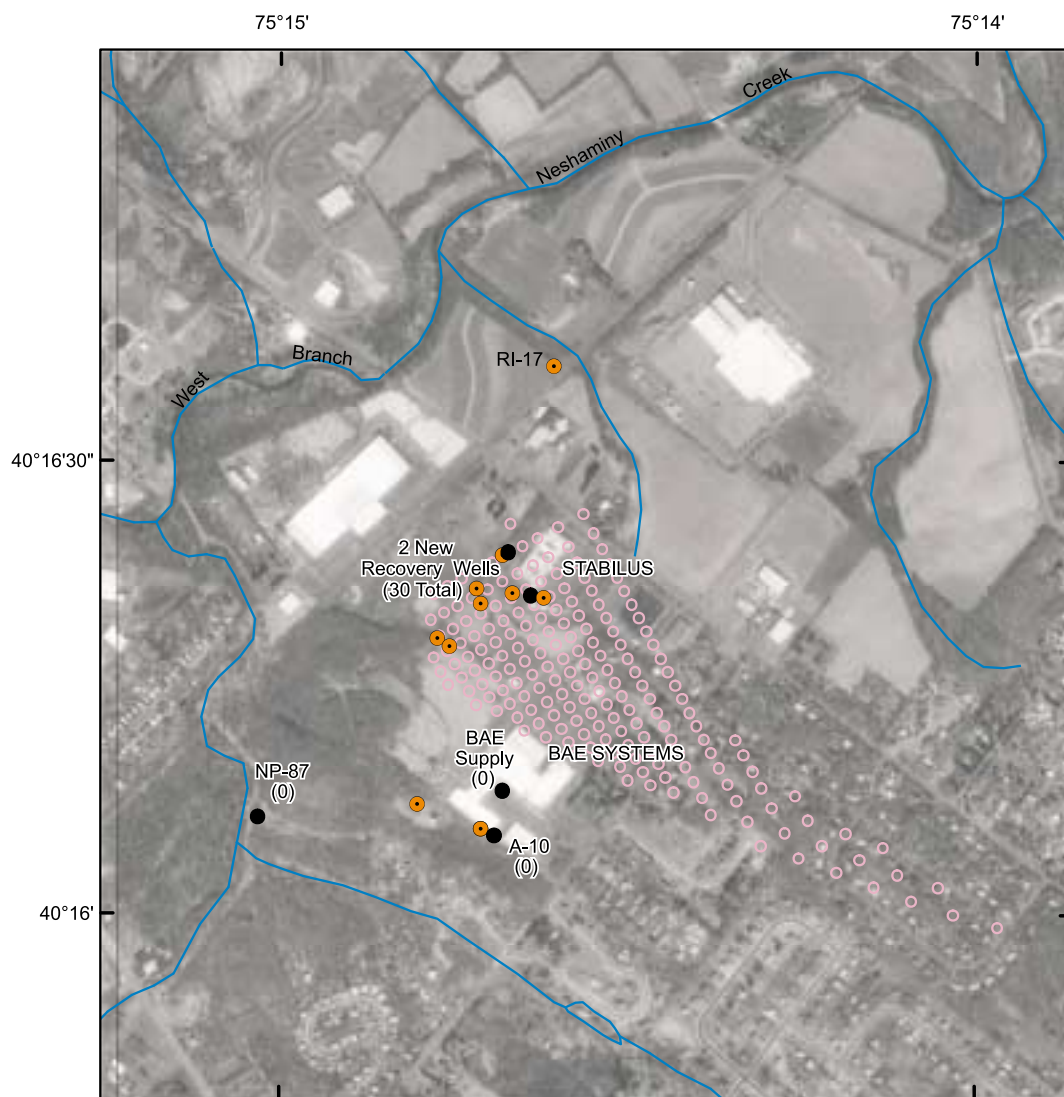 75°15'
75°14'
Creek
Neshaminy
RI-17
Branch
West
40°16'30"
2 New
Recovery Wells
(30 Total)
STABILUS
BAE
Supply
(0)
BAE SYSTEMS
NP-87
(0)
A-10
(0)
40°16'